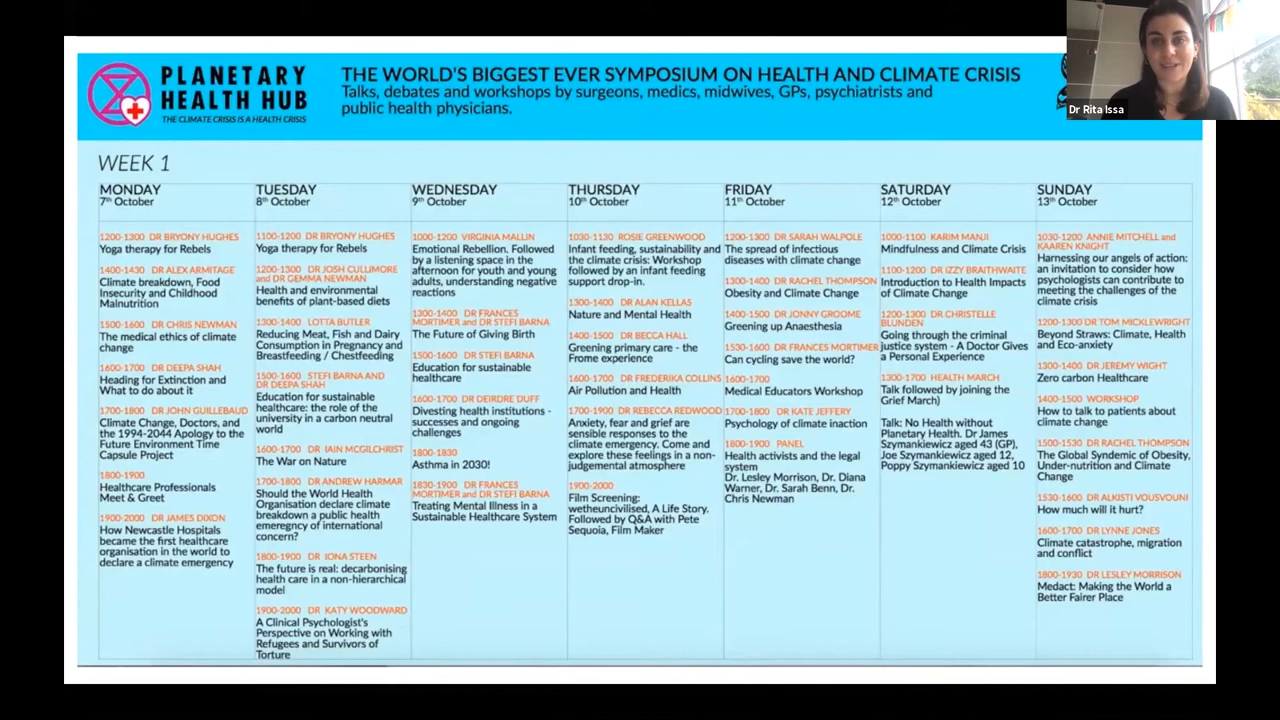 PLANETARY
HEALTH HUB
THE CLIMATE CRISIS IS A HEALTH CRISIS
THE WORLD'S BIGGEST EVER SYMPOSIUM ON HEALTH AND CLIMATE CRISIS
Talks, debates and workshops by surgeons, medics, midwives, GPs, psychiatrists and
public health physicians.
Dr Rita Issa
WEEK 1
MONDAY
7th October
1200-1300 DR BRYONY HUGHES
Yoga therapy for Rebels
1400-1430 DR ALEX ARMITAGE
Climate breakdown, Food
Insecurity and Childhood
Malnutrition
1500-1600 DR CHRIS NEWMAN
The medical ethics of climate
change
1600-1700 DR DEEPA SHAH
Heading for Extinction and
What to do about it
1700-1800 DR JOHN GUILLEBAUD
Climate Change, Doctors, and
the 1994-2044 Apology to the
Future Environment Time
Capsule Project
1800-1900
Healthcare Professionals
Meet & Greet
1900-2000 DR JAMES DIXON
How Newcastle Hospitals
became the first healthcare
organisation in the world to
declare a climate emergency
TUESDAY
8th October
1100-1200 DR BRYONY HUGHES
Yoga therapy for Rebels
1200-1300 DR JOSH CULLIMORE
and DR GEMMA NEWMAN
Health and environmental
benefits of plant-based diets
1300-1400 LOTTA BUTLER
Reducing Meat, Fish and Dairy
Consumption in Pregnancy and
Breastfeeding / Chestfeeding
1500-1600 STEFI BARNA AND
DR DEEPA SHAH
Education for sustainable
healthcare: the role of the
university in a carbon neutral
world
1600-1700 DR IAIN MCGILCHRIST
The War on Nature
1700-1800 DR ANDREW HARMAR
Should the World Health
Organisation declare climate
breakdown a public health
emeregncy of international
concern?
1800-1900 DR IONA STEEN
The future is real: decarbonising
health care in a non-hierarchical
model
1900-2000 DR KATY WOODWARD
A Clinical Psychologist's
Perspective on Working with
Refugees and Survivors of
Torture
WEDNESDAY
9th October
1000-1200 VIRGINIA MALLIN
Emotional Rebellion. Followed
by a listening space in the
afternoon for youth and young
adults, understanding negative
reactions
1300-1400 DR FRANCES
MORTIMER and DR STEFI BARNA
The Future of Giving Birth
1500-1600 DR STEFI BARNA
Education for sustainable
healthcare
1600-1700 DR DEIRDRE DUFF
Divesting health institutions -
successes and ongoing
challenges
1800-1830
Asthma in 2030!
1830-1900 DR FRANCES
MORTIMER and DR STEFI BARNA
Treating Mental Illness in a
Sustainable Healthcare System
THURSDAY
10th October
1030-1130 ROSIE GREENWOOD
Infant feeding, sustainability and
the climate crisis: Workshop
followed by an infant feeding
support drop-in.
1300-1400 DR ALAN KELLAS
Nature and Mental Health
1400-1500 DR BECCA HALL
Greening primary care - the
Frome experience
1600-1700 DR FREDERIKA COLLINS
Air Pollution and Health
1700-1900 DR REBECCA REDWOOD
Anxiety, fear and grief are
sensible responses to the
climate emergency. Come and
explore these feelings in a non-
judgemental atmosphere
1900-2000
Film Screening:
wetheuncivilised, A Life Story.
Followed by Q&A with Pete
Sequoia, Film Maker
FRIDAY
11th October
1200-1300 DR SARAH WALPOLE
The spread of infectious
diseases with climate change
1300-1400 DR RACHEL THOMPSON
Obesity and Climate Change
1400-1500 DR JONNY GROOME
Greening up Anaesthesia
1530-1600 DR FRANCES MORTIMER
Can cycling save the world?
1600-1700
Medical Educators Workshop
1700-1800 DR KATE JEFFERY
Psychology of climate inaction
1800-1900 PANEL
Health activists and the legal
system
Dr. Lesley Morrison, Dr. Diana
Warner, Dr. Sarah Benn, Dr.
Chris Newman
SATURDAY
12th October
1000-1100 KARIM MANJI
Mindfulness and Climate Crisis
1100-1200 DR IZZY BRAITHWAITE
Introduction to Health Impacts
of Climate Change
1200-1300 DR CHRISTELLE
BLUNDEN
Going through the criminal
justice system - A Doctor Gives
a Personal Experience
1300-1700 HEALTH MARCH
Talk followed by joining the
Grief March)
Talk: No Health without
Planetary Health. Dr James
Szymankiewicz aged 43 (GP),
Joe Szymankiewicz aged 12,
Poppy Szymankiewicz aged 10
SUNDAY
13th October
1030-1200 ANNIE MITCHELL and
KAAREN KNIGHT
Harnessing our angels of action:
an invitation to consider how
psychologists can contribute to
meeting the challenges of the
climate crisis
1200-1300 DR TOM MICKLEWRIGHT
Beyond Straws: Climate, Health
and Eco-anxiety
1300-1400 DR JEREMY WIGHT
Zero carbon Healthcare
1400-1500 WORKSHOP
How to talk to patients about
climate change
1500-1530 DR RACHEL THOMPSON
The Global Syndemic of Obesity,
Under-nutrition and Climate
Change
1530-1600 DR ALKISTI VOUSVOUNI
How much will it hurt?
1600-1700 DR LYNNE JONES
Climate catastrophe, migration
and conflict
1800-1930 DR LESLEY MORRISON
Medact: Making the World a
Better Fairer Place